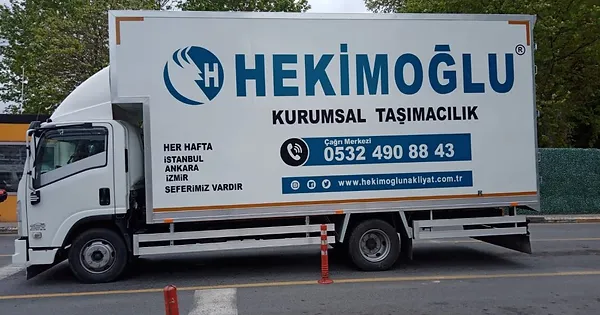 H HEKİMOĞLU®
KURUMSAL TAŞIMACILIK
HER HAFTA
İSTANBUL
ANKARA
İZMİR
SEFERİMİZ VARDIR
Çağrı Merkezi
0532 490 88 43
www.hekimoglunakliyat.com.tr